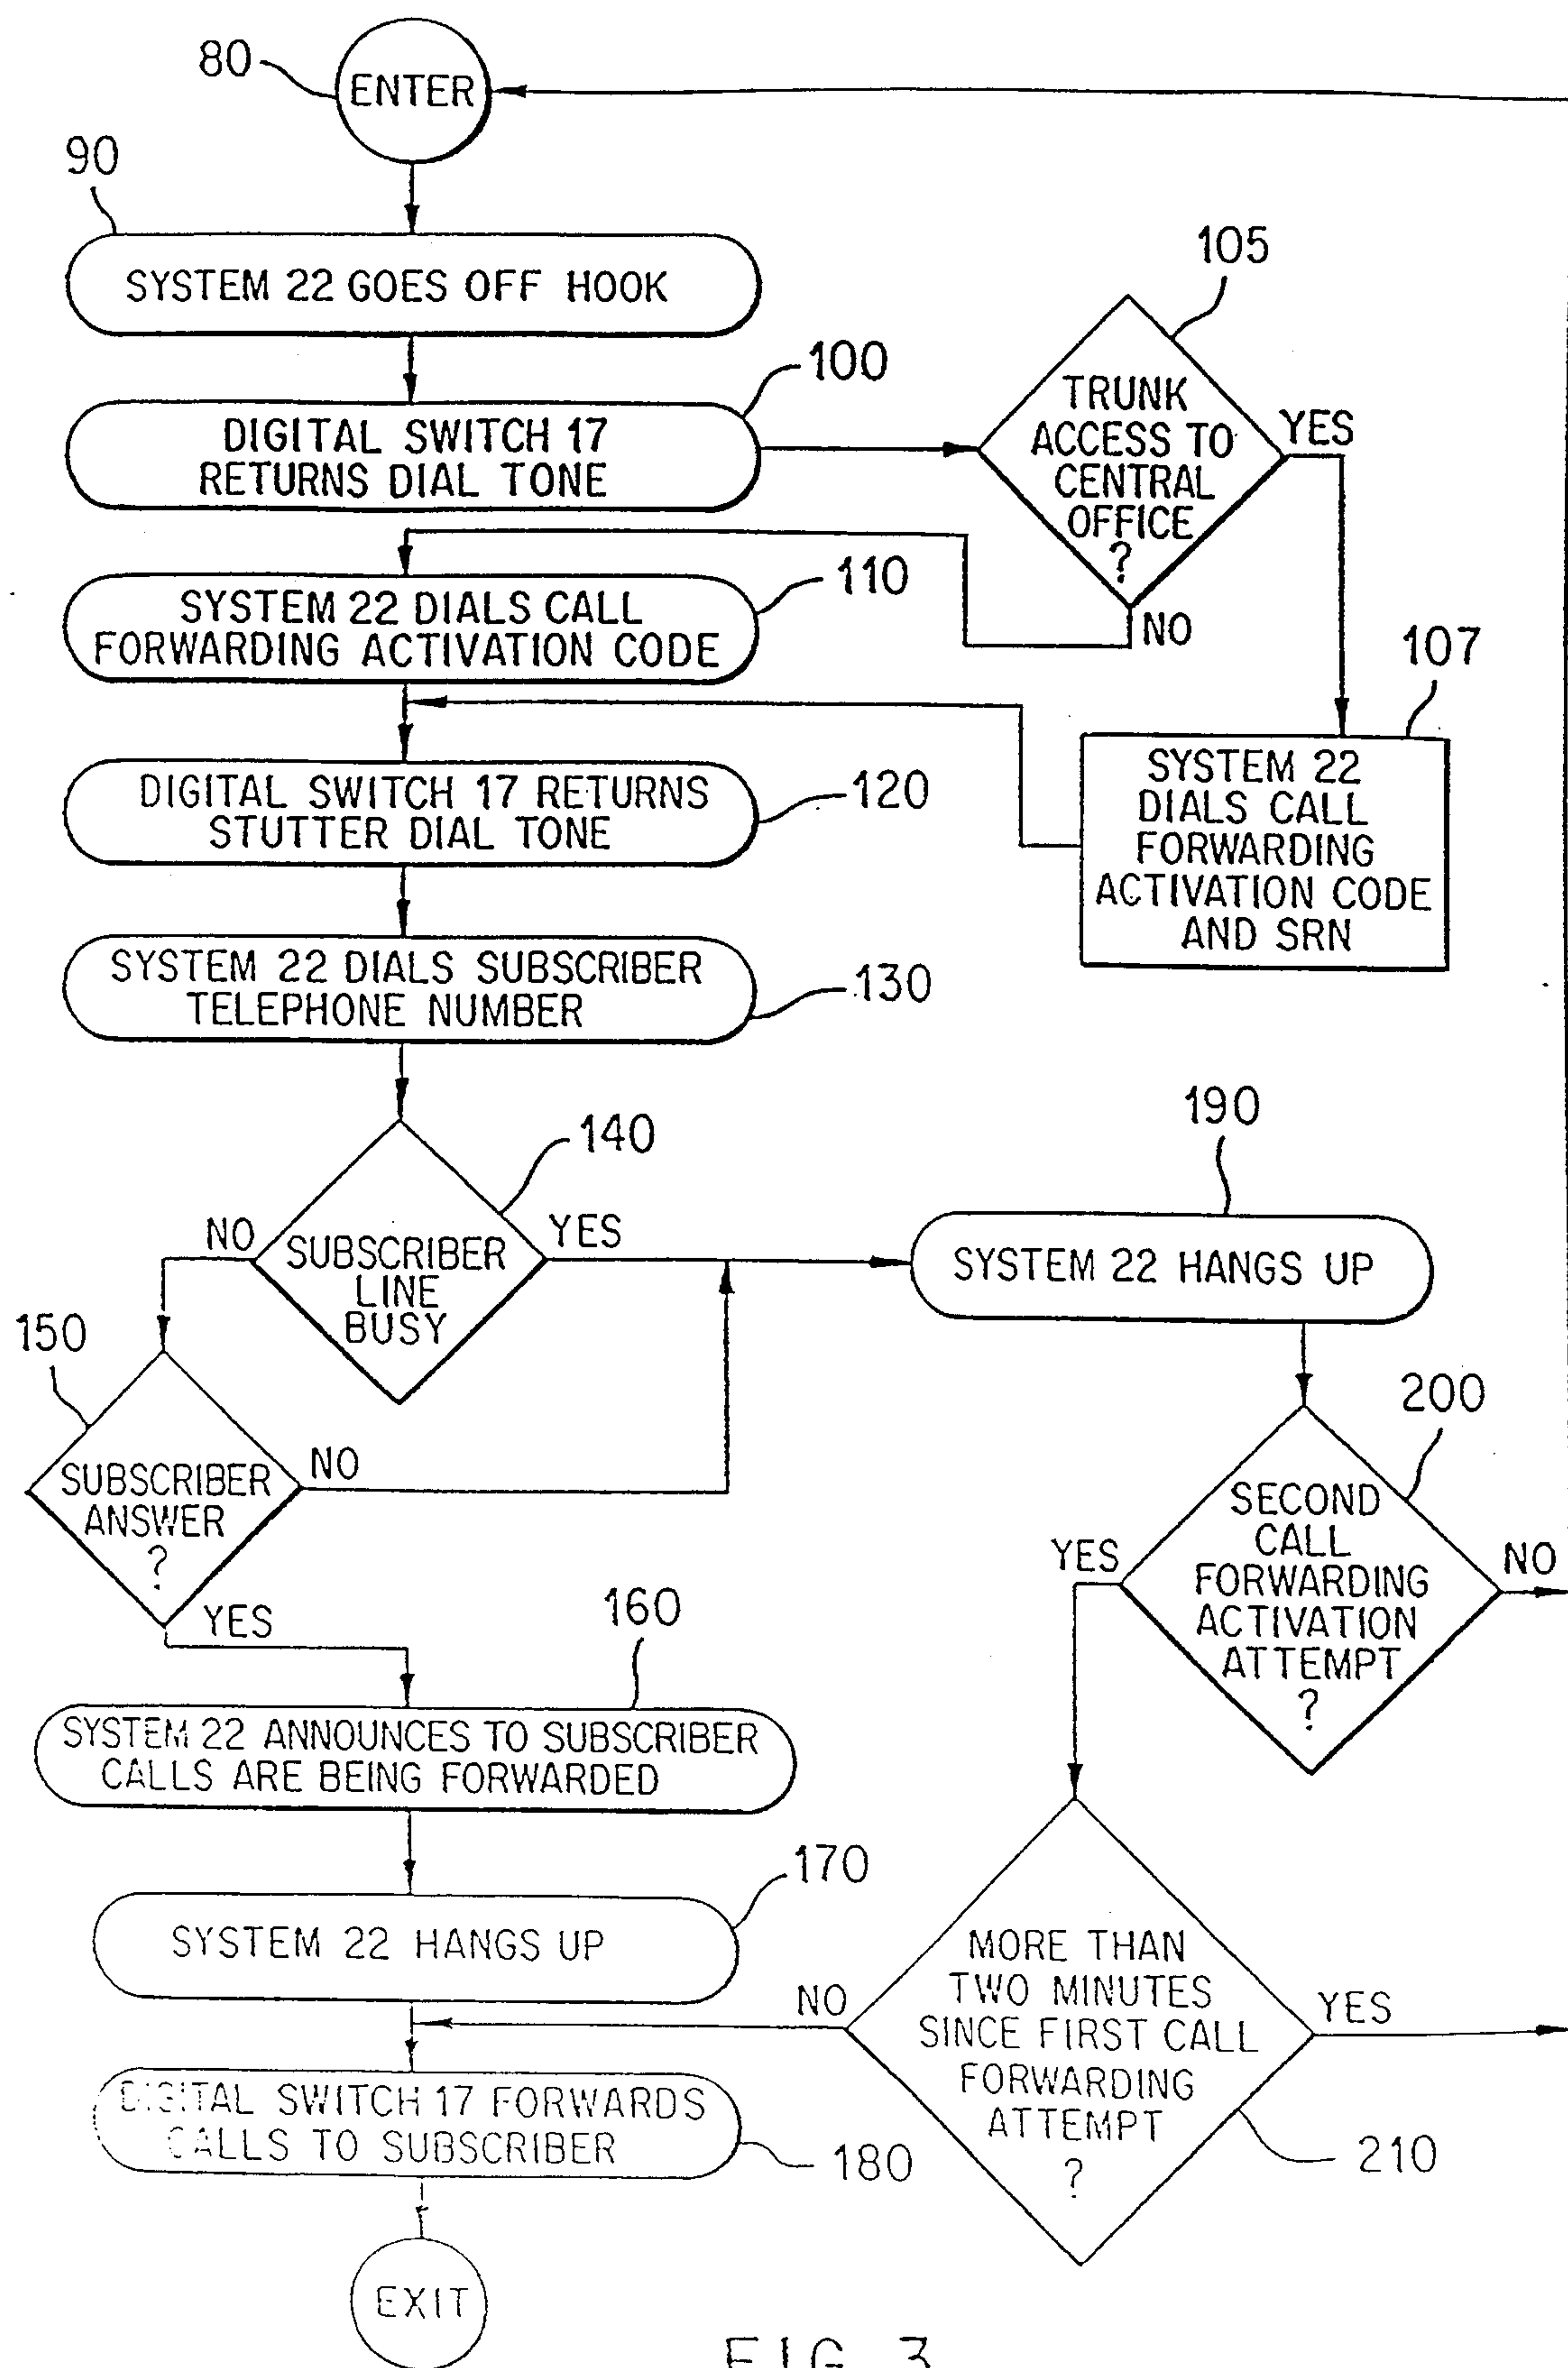 80
ENTER
90
SYSTEM 22 GOES OFF HOOK
100
DIGITAL SWITCH 17
RETURNS DIAL TONE
105
TRUNK
ACCESS TO
CENTRAL
OFFICE
?
YES
NO
110
SYSTEM 22 DIALS CALL
FORWARDING ACTIVATION CODE
107
SYSTEM 22
DIALS CALL
FORWARDING
ACTIVATION CODE
AND SRN
DIGITAL SWITCH 17 RETURNS
STUTTER DIAL TONE
120
SYSTEM 22 DIALS SUBSCRIBER
TELEPHONE NUMBER
130
140
NO
SUBSCRIBER
LINE
BUSY
YES
190
SYSTEM 22 HANGS UP
150
SUBSCRIBER
ANSWER
?
NO
YES
200
SECOND
CALL
FORWARDING
ACTIVATION
ATTEMPT
?
YES
NO
160
SYSTEM 22 ANNOUNCES TO SUBSCRIBER
CALLS ARE BEING FORWARDED
170
SYSTEM 22 HANGS UP
NO
MORE THAN
TWO MINUTES
SINCE FIRST CALL
FORWARDING
ATTEMPT
?
YES
210
DIGITAL SWITCH 17 FORWARDS
CALLS TO SUBSCRIBER
180
EXIT
FIG. 3